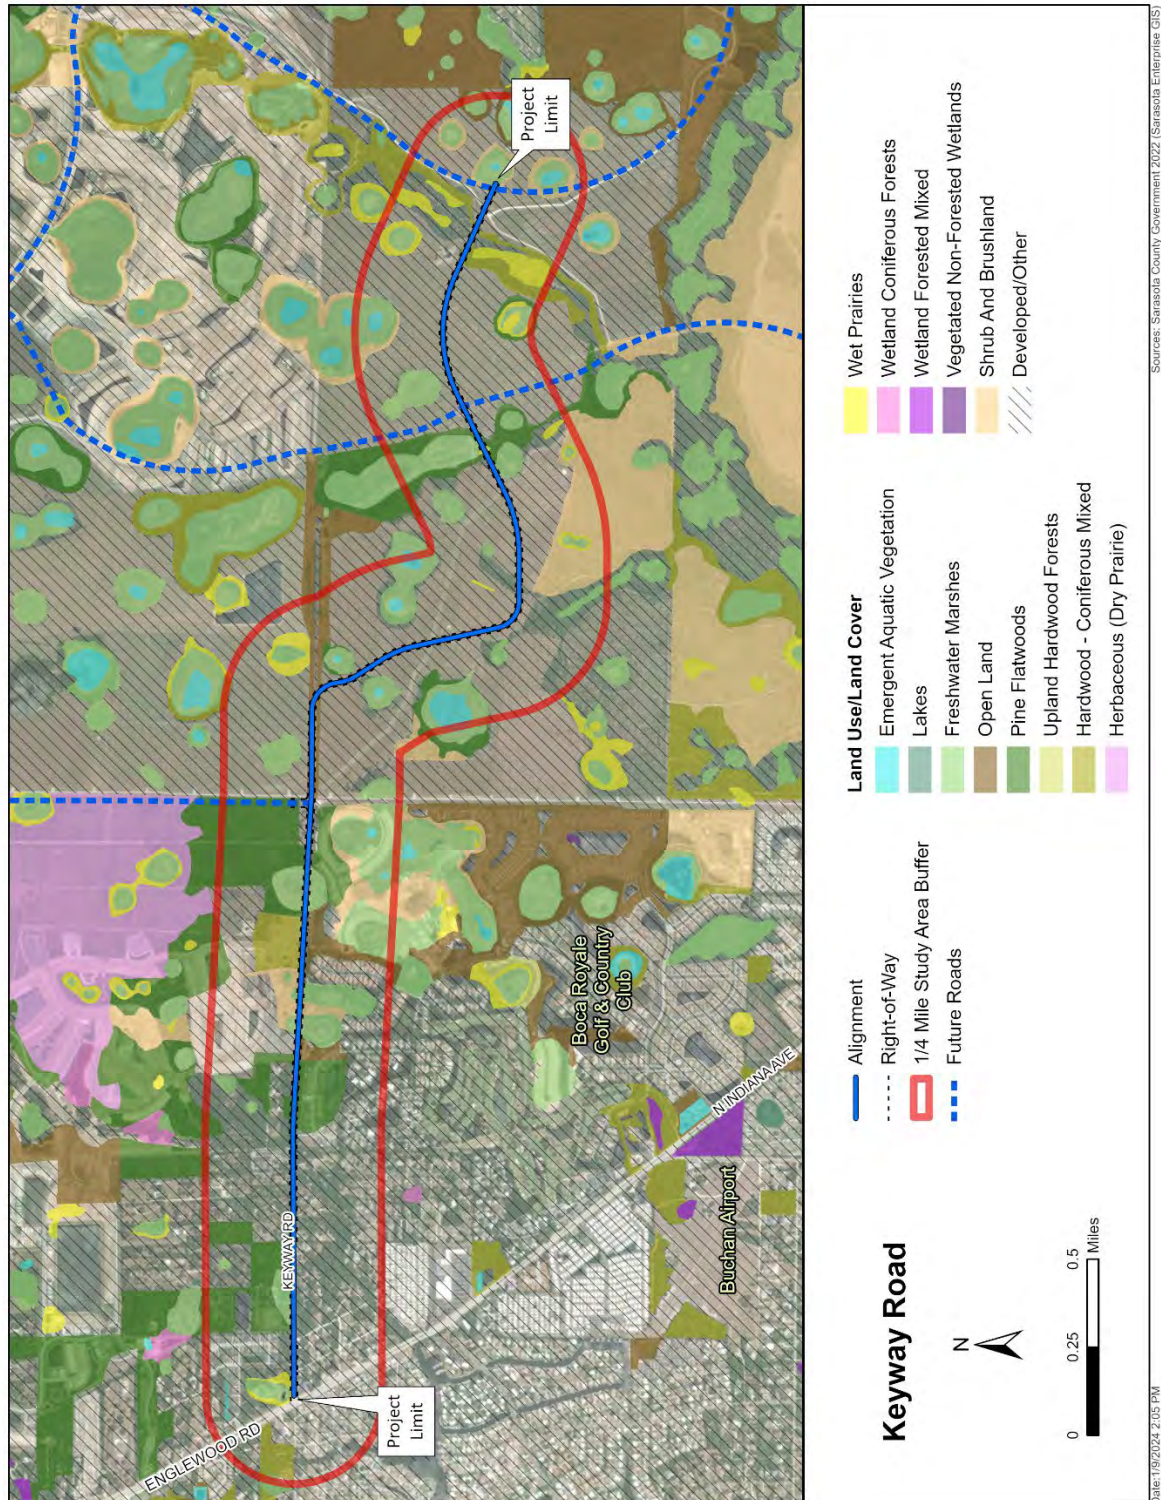 ENGLEWOOD RD
KEYWAY RD
Project
Limit
Project
Limit
Boca Royale
Golf & Country
Club
N INDIANA AVE
Buchan Airport
Keyway Road
N
0
0.25
0.5
Miles
Alignment
Right-of-Way
1/4 Mile Study Area Buffer
Future Roads
Land Use/Land Cover
Emergent Aquatic Vegetation
Lakes
Freshwater Marshes
Open Land
Pine Flatwoods
Upland Hardwood Forests
Hardwood - Coniferous Mixed
Herbaceous (Dry Prairie)
Wet Prairies
Wetland Coniferous Forests
Wetland Forested Mixed
Vegetated Non-Forested Wetlands
Shrub And Brushland
Developed/Other
Date:1/9/2024 2:05 PM
Sources: Sarasota County Government 2022 (Sarasota Enterprise GIS)